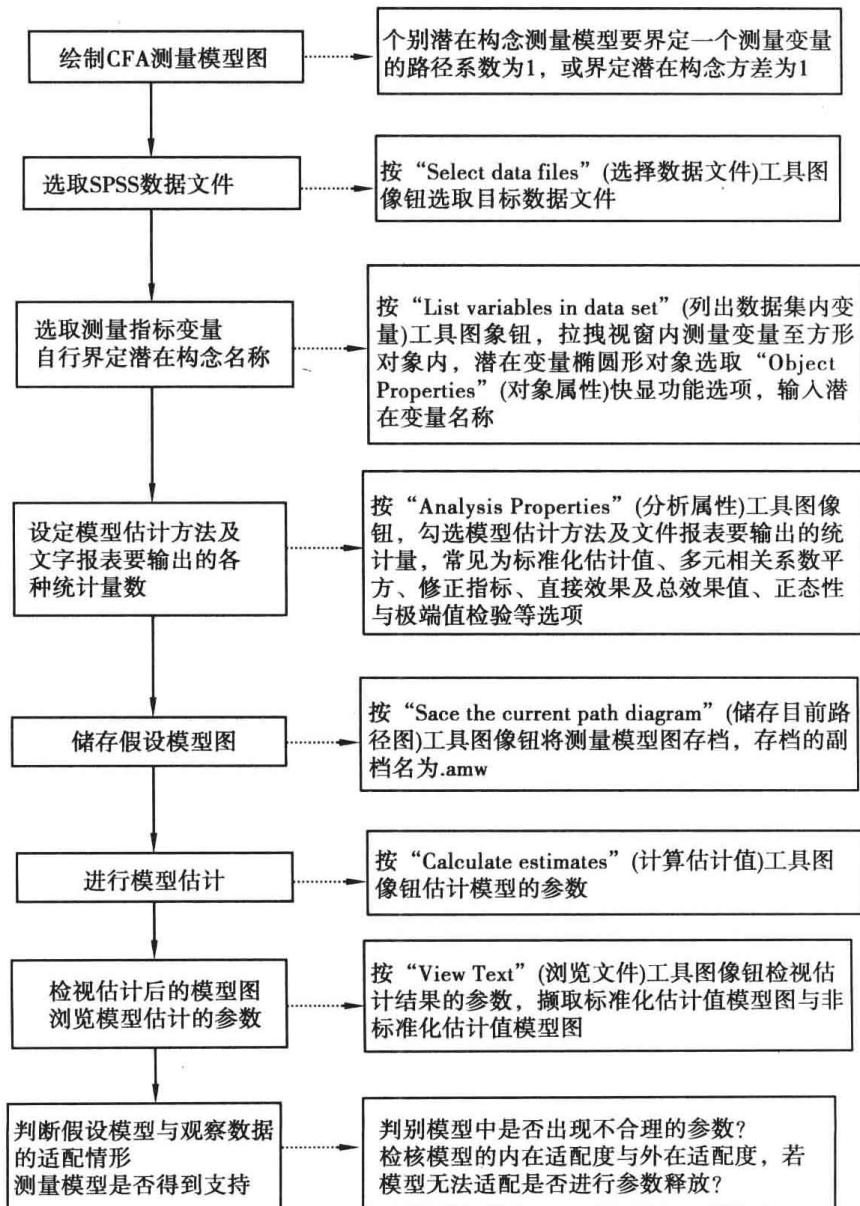 绘制CFA测量模型图
个别潜在构念测量模型要界定一个测量变量
的路径系数为1，或界定潜在构念方差为1
选取SPSS数据文件
按“Select data files”(选择数据文件)工具图
像钮选取目标数据文件
选取测量指标变量
自行界定潜在构念名称
按“List variables in data set”(列出数据集内变
量)工具图象钮，拉拽视窗内测量变量至方形
对象内，潜在变量椭圆形对象选取“Object
Properties”(对象属性)快显功能选项，输入潜
在变量名称
设定模型估计方法及
文字报表要输出的各
种统计量数
按“Analysis Properties”(分析属性)工具图像
钮，勾选模型估计方法及文件报表要输出的统
计量，常见为标准化估计值、多元相关系数平
方、修正指标、直接效果及总效果值、正态性
与极端值检验等选项
储存假设模型图
按“Sace the current path diagram”(储存目前路
径图)工具图像钮将测量模型图存档，存档的副
档名为.amw
进行模型估计
按“Calculate estimates”(计算估计值)工具图
像钮估计模型的参数
检视估计后的模型图
浏览模型估计的参数
按“View Text”(浏览文件)工具图像钮检视估
计结果的参数，撷取标准化估计值模型图与非
标准化估计值模型图
判断假设模型与观察数据
的适配情形
测量模型是否得到支持
判别模型中是否出现不合理的参数？
检核模型的内在适配度与外在适配度，若
模型无法适配是否进行参数释放？